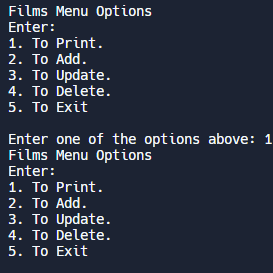 Films Menu Options
Enter:
1. To Print.
2. To Add.
3. To Update.
4. To Delete.
5. To Exit
Enter one of the options above: 1
Films Menu Options
Enter:
1. To Print.
2. To Add.
3. To Update.
4. To Delete.
5. To Exit